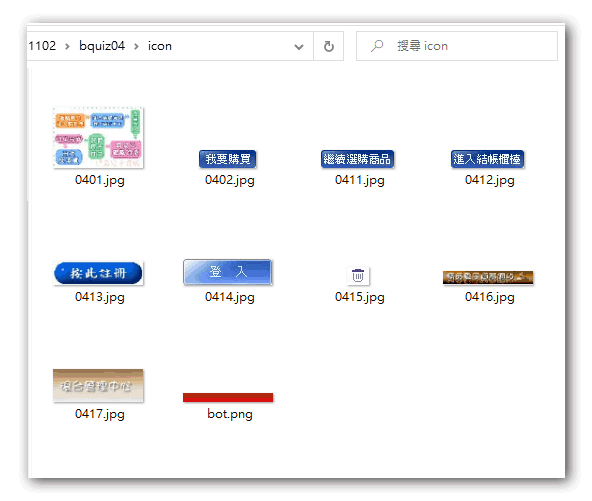 1102 > bquiz04 > icon
搜尋 icon
0401.jpg
我要購買
0402.jpg
繼續選購商品
0411.jpg
進入結帳櫃檯
0412.jpg
按此註冊
0413.jpg
登 入
0414.jpg
0415.jpg
0416.jpg
後台管理中心
0417.jpg
bot.png